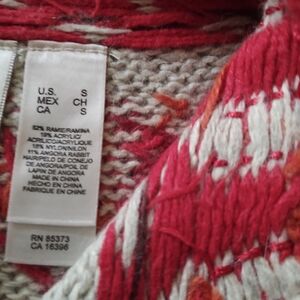 U.S. S
MEX CH
CA S
52% RAMIE/RAMINA
19% ACRYLIC/
ACRILICO/ACRYLIQUE
18% NYLON/NILON
11% ANGORA RABBIT
HAIR/PELO DE CONEJO
DE ANGORA/POIL DE
LAPIN DE ANGORA
MADE IN CHINA
HECHO EN CHINA
FABRIQUE EN CHINE
RN 85373
CA 16396